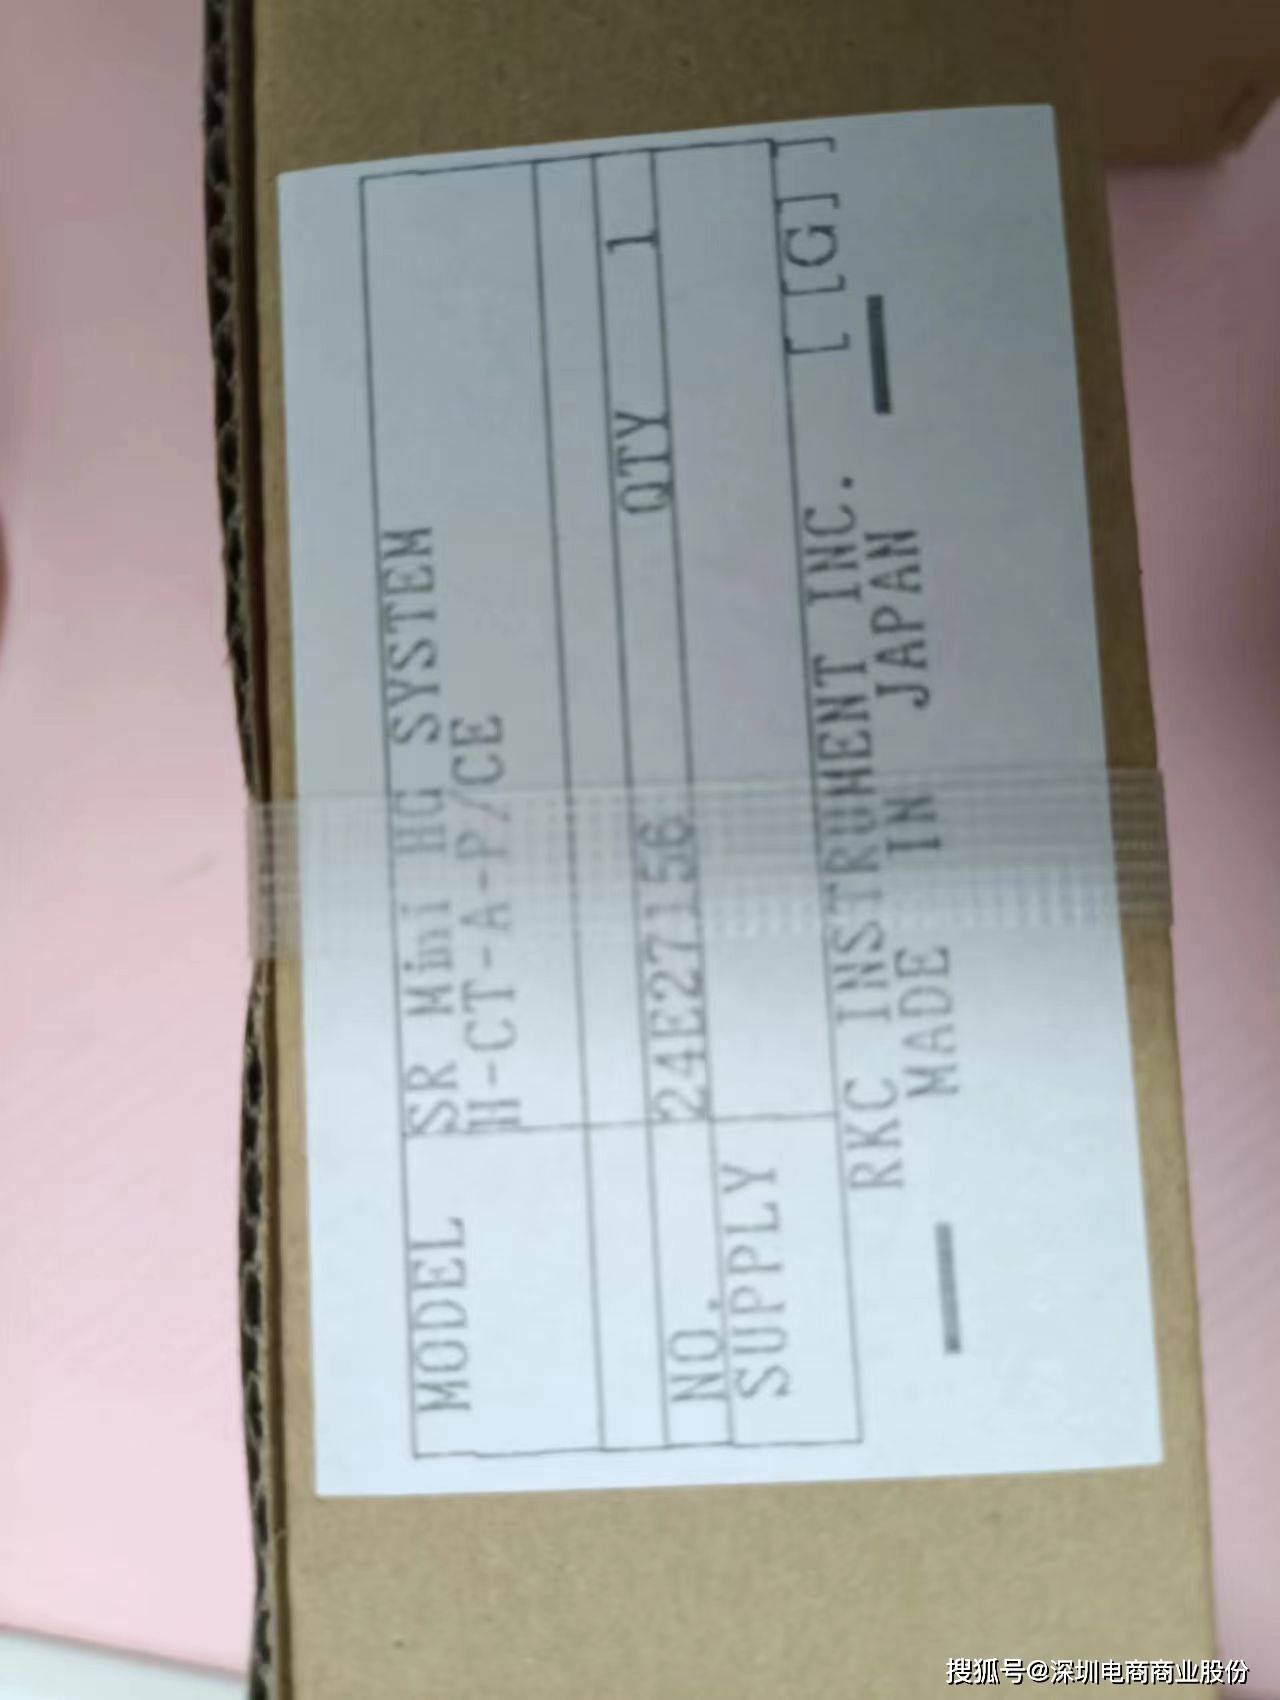 MODEL SR Mini HG SYSTEM
H-CT-A-P/CE
NO. 24E27156 QTY 1
SUPPLY
RKC INSTRUMENT INC. [ [G] ]
MADE IN JAPAN
搜狐号@深圳电商商业股份